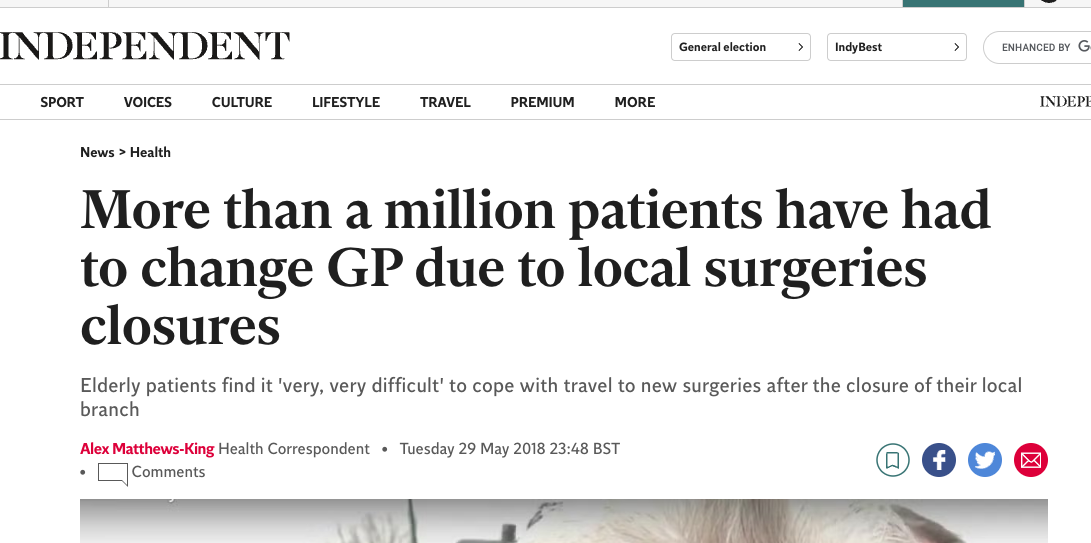 INDEPENDENT
General election
IndyBest
ENHANCED BY
SPORT VOICES CULTURE LIFESTYLE TRAVEL PREMIUM MORE
News > Health
More than a million patients have had
to change GP due to local surgeries
closures
Elderly patients find it 'very, very difficult' to cope with travel to new surgeries after the closure of their local
branch
Alex Matthews-King Health Correspondent • Tuesday 29 May 2018 23:48 BST
• Comments